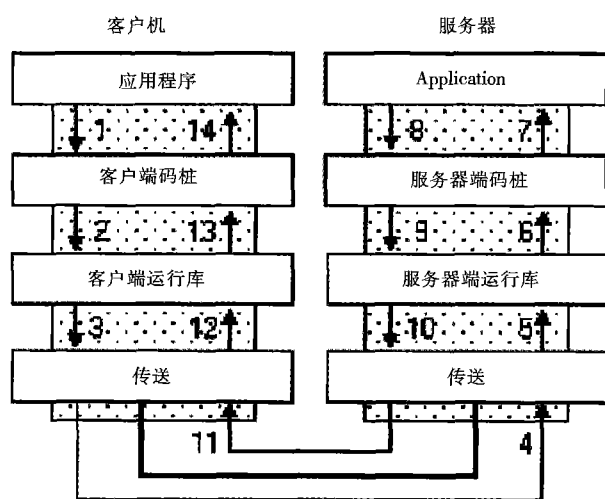 客户机 服务器
应用程序 Application
1 14 8 7
客户端码桩 服务器端码桩
2 13 9 6
客户端运行库 服务器端运行库
3 12 10 5
传送 传送
11 4